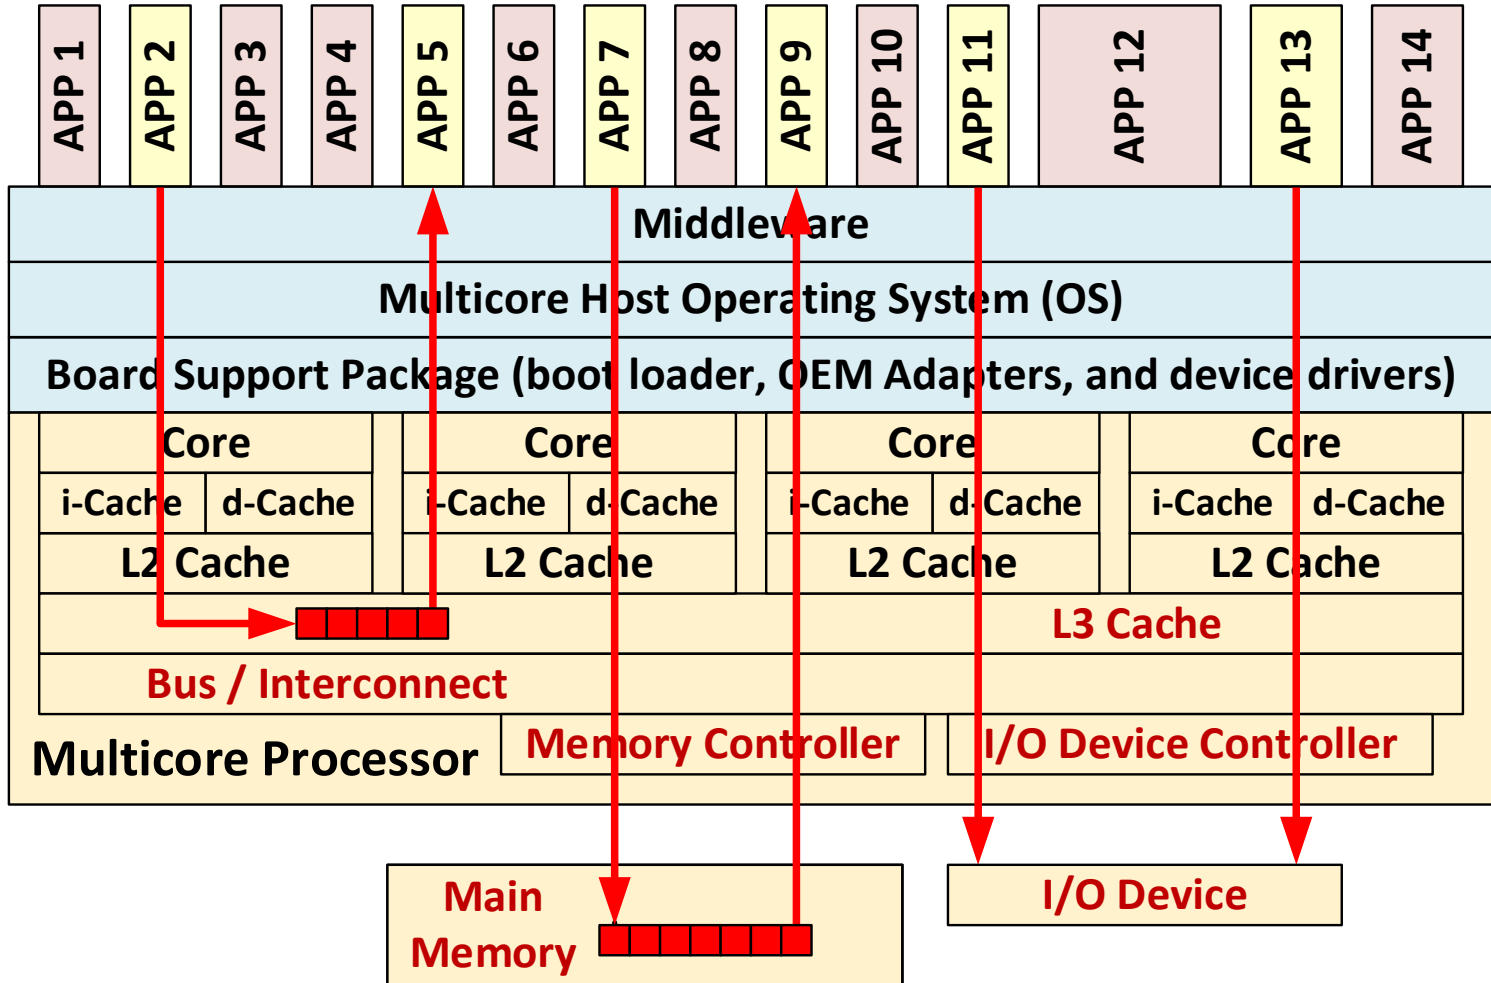 APP 1
APP 2
APP 3
APP 4
APP 5
APP 6
APP 7
APP 8
APP 9
APP 10
APP 11
APP 12
APP 13
APP 14
Middleware
Multicore Host Operating System (OS)
Board Support Package (boot loader, OEM Adapters, and device drivers)
Core
Core
Core
Core
i-Cache
d-Cache
i-Cache
d-Cache
i-Cache
d-Cache
i-Cache
d-Cache
L2 Cache
L2 Cache
L2 Cache
L2 Cache
L3 Cache
Bus / Interconnect
Multicore Processor
Memory Controller
I/O Device Controller
Main
Memory
I/O Device